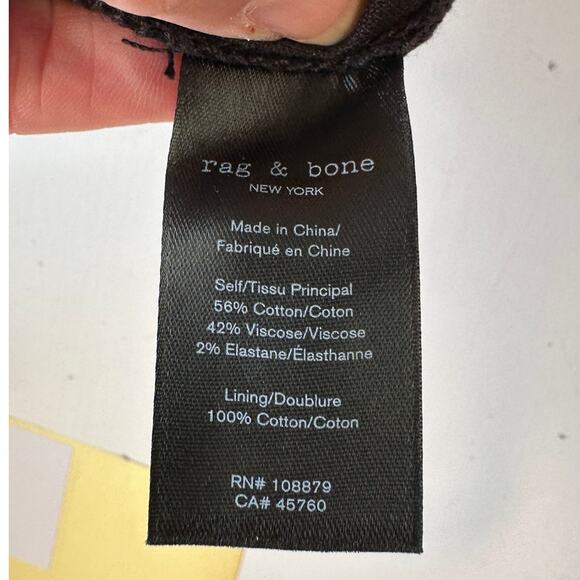 rag & bone
NEW YORK
Made in China/
Fabriqué en Chine
Self/Tissu Principal
56% Cotton/Coton
42% Viscose/Viscose
2% Elastane/Élasthanne
Lining/Doublure
100% Cotton/Coton
RN# 108879
CA# 45760